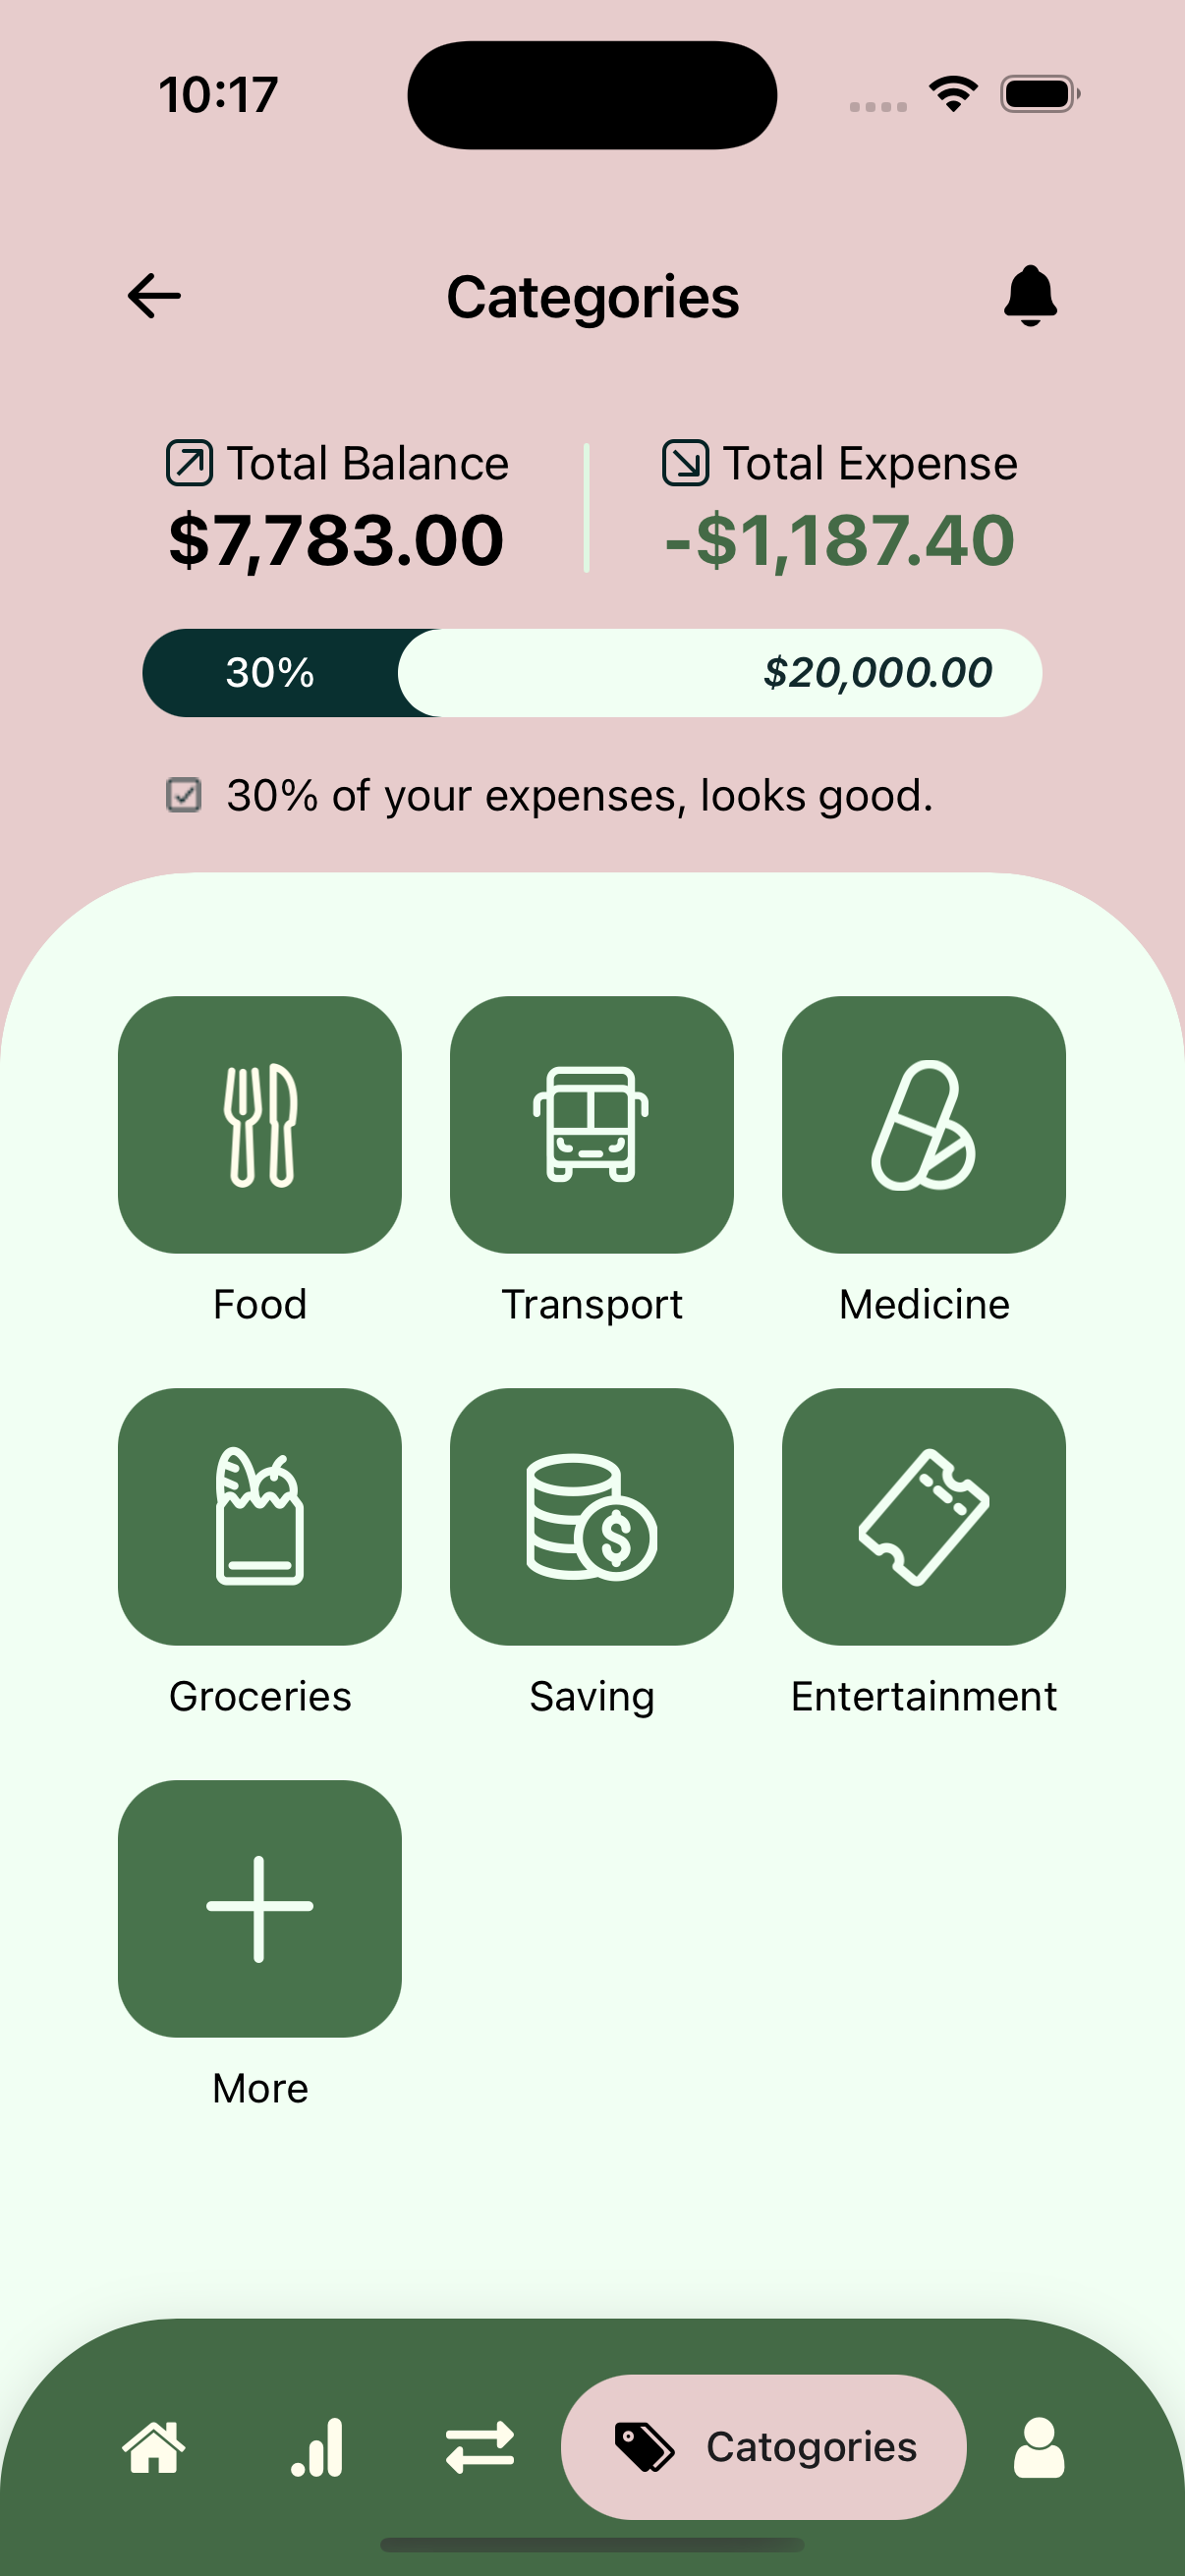 10:17
Categories
Total Balance
Total Expense
$7,783.00
-$1,187.40
30%
$20,000.00
30% of your expenses, looks good.
Food
Transport
Medicine
Groceries
Saving
Entertainment
More
Catogories